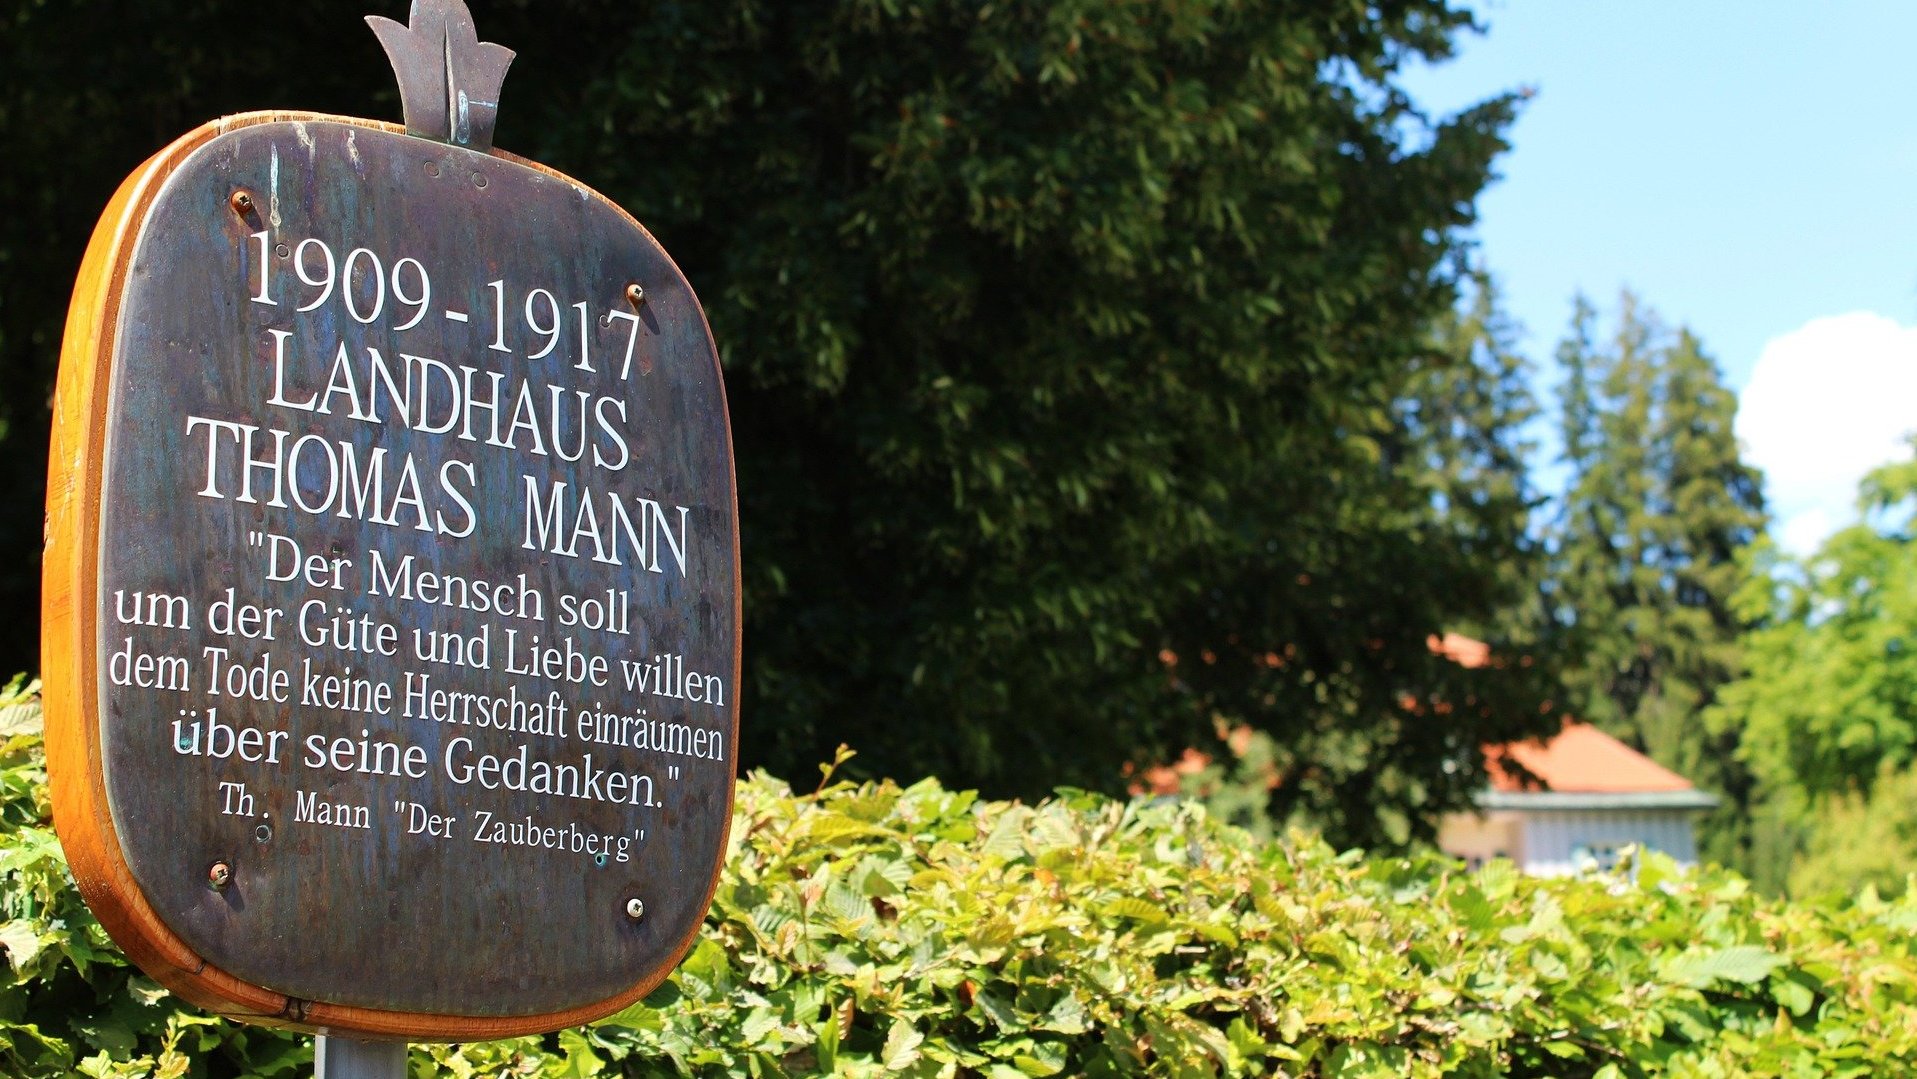 1909-1917
LANDHAUS
THOMAS MANN
"Der Mensch soll
um der Güte und Liebe willen
dem Tode keine Herrschaft einräumen
über seine Gedanken."
Th. Mann "Der Zauberberg"